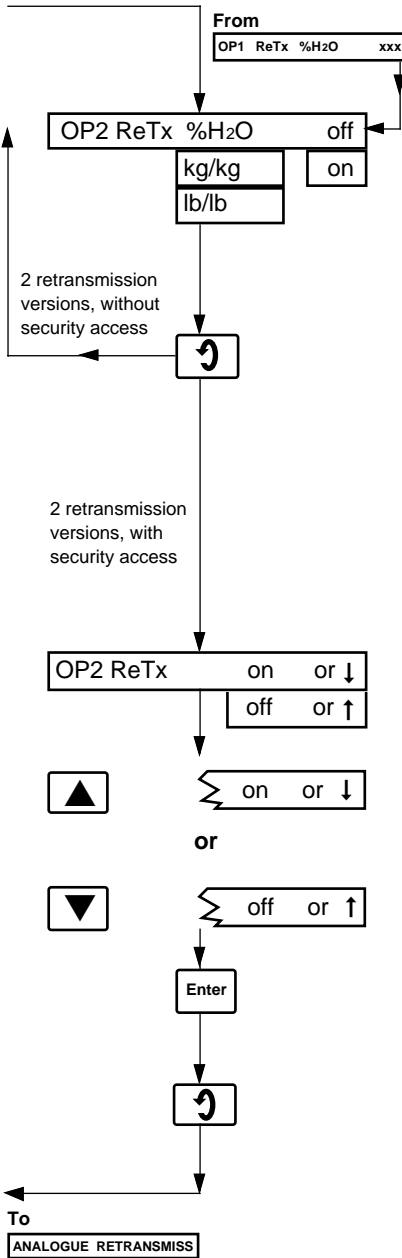 From
OP1 ReTx %H2O xxx
OP2 ReTx %H2O off
kg/kg on
lb/lb
2 retransmission
versions, without
security access
2 retransmission
versions, with
security access
OP2 ReTx on or ↓
off or ↑
▲ on or ↓
or
▼ off or ↑
Enter
To
ANALOGUE RETRANSMISS